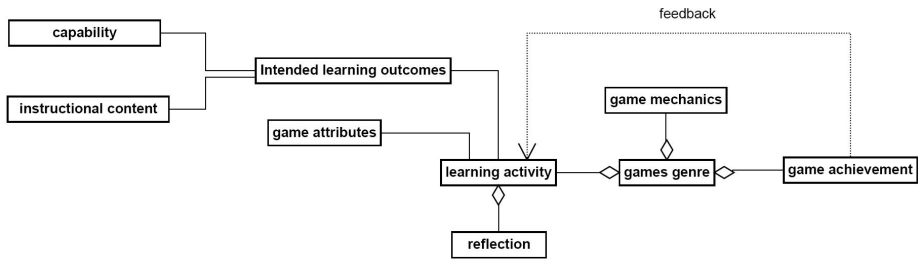 feedback
capability
Intended learning outcomes
instructional content
game mechanics
game attributes
learning activity
games genre
game achievement
reflection